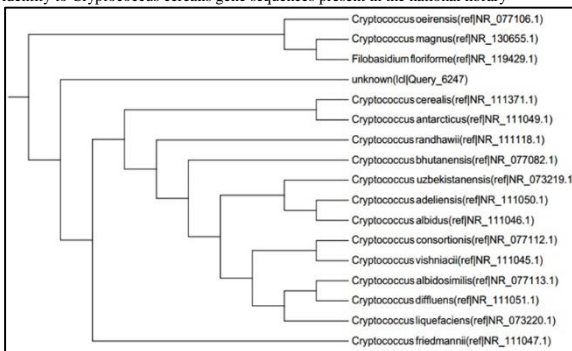 identity to Cryptococcus cerealis gene sequences present in the national library
Cryptococcus oeirensis(ref|NR_077106.1)
Cryptococcus magnus(ref|NR_130655.1)
Filobasidium floriforme(ref|NR_119429.1)
unknown(lcl|Query_6247)
Cryptococcus cerealis(ref|NR_111371.1)
Cryptococcus antarcticus(ref|NR_111049.1)
Cryptococcus randhawii(ref|NR_111118.1)
Cryptococcus bhutanensis(ref|NR_077082.1)
Cryptococcus uzbekistanensis(ref|NR_073219.1
Cryptococcus adeliensis(ref|NR_111050.1)
Cryptococcus albidus(ref|NR_111046.1)
Cryptococcus consortionis(ref|NR_077112.1)
Cryptococcus vishniacii(ref|NR_111045.1)
Cryptococcus albidosimilis(ref|NR_077113.1)
Cryptococcus diffluens(ref|NR_111051.1)
Cryptococcus liquefaciens(ref|NR_073220.1)
Cryptococcus friedmannii(ref|NR_111047.1)